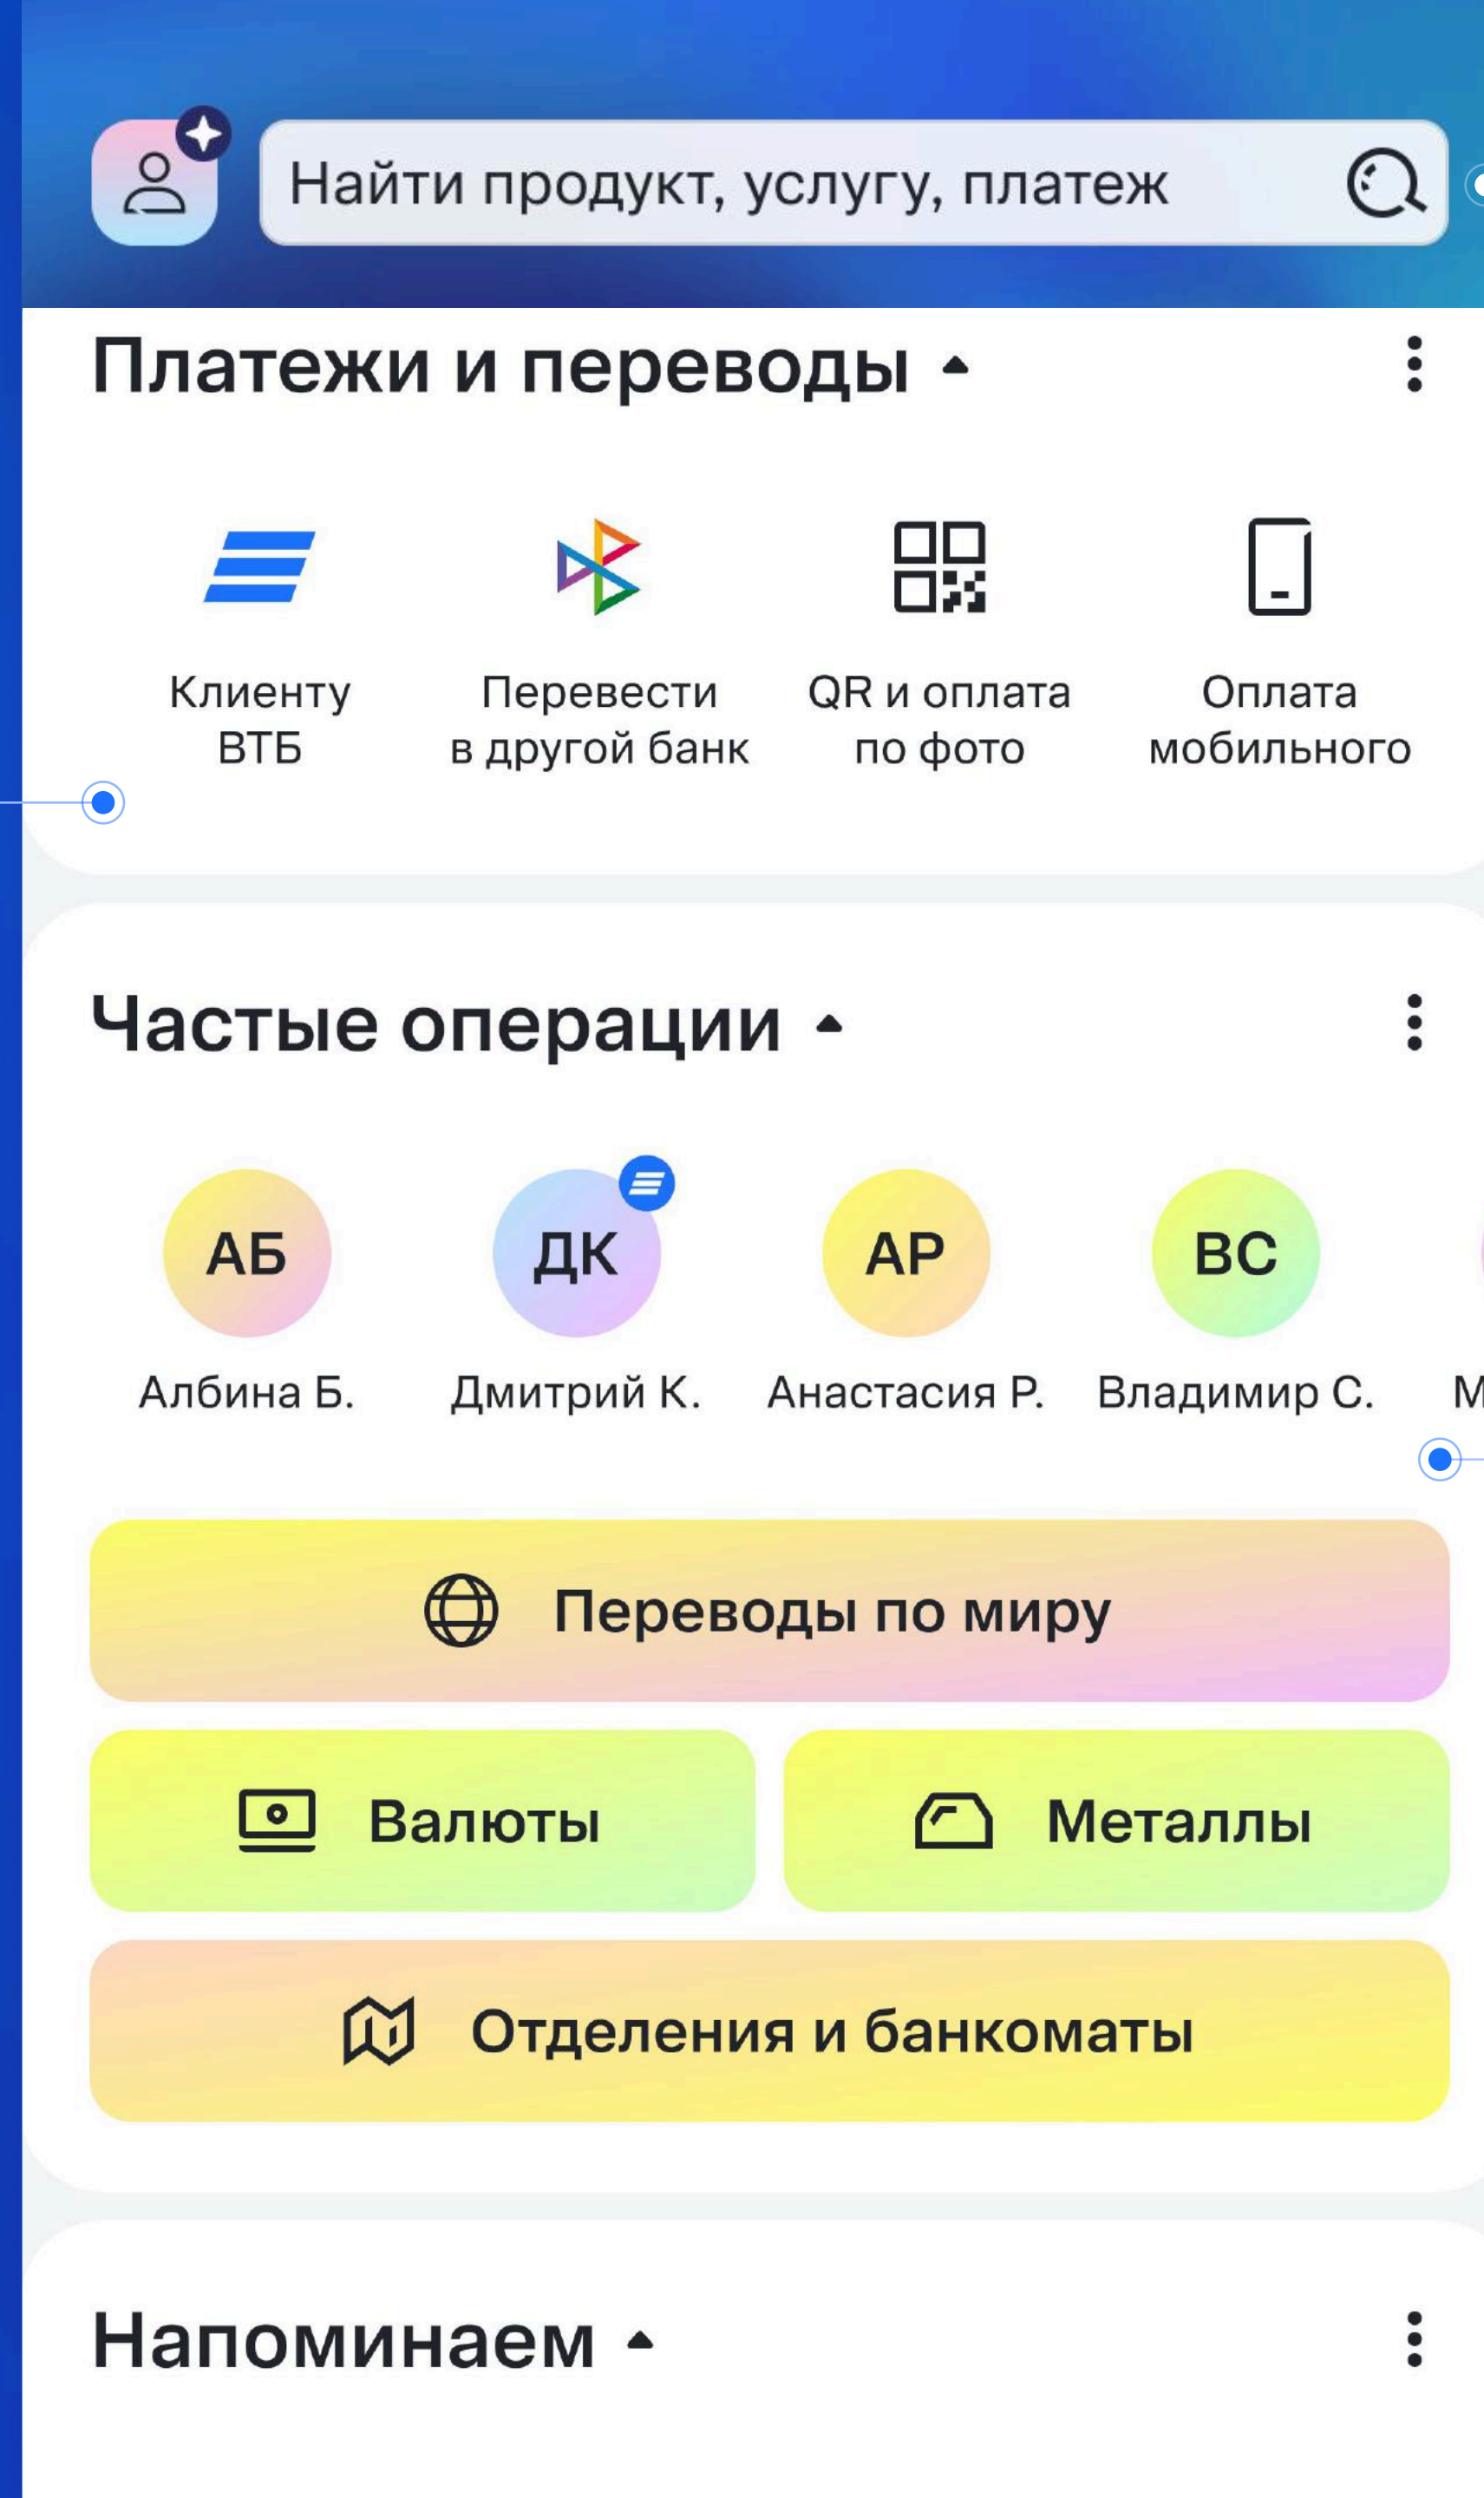 Найти продукт, услугу, платеж
Платежи и переводы
Клиенту
ВТБ
Перевести
в другой банк
QR и оплата
по фото
Оплата
мобильного
Частые операции
АБ
ДК
АР
ВС
Албина Б.
Дмитрий К.
Анастасия Р.
Владимир С.
Переводы по миру
Валюты
Металлы
Отделения и банкоматы
Напоминаем